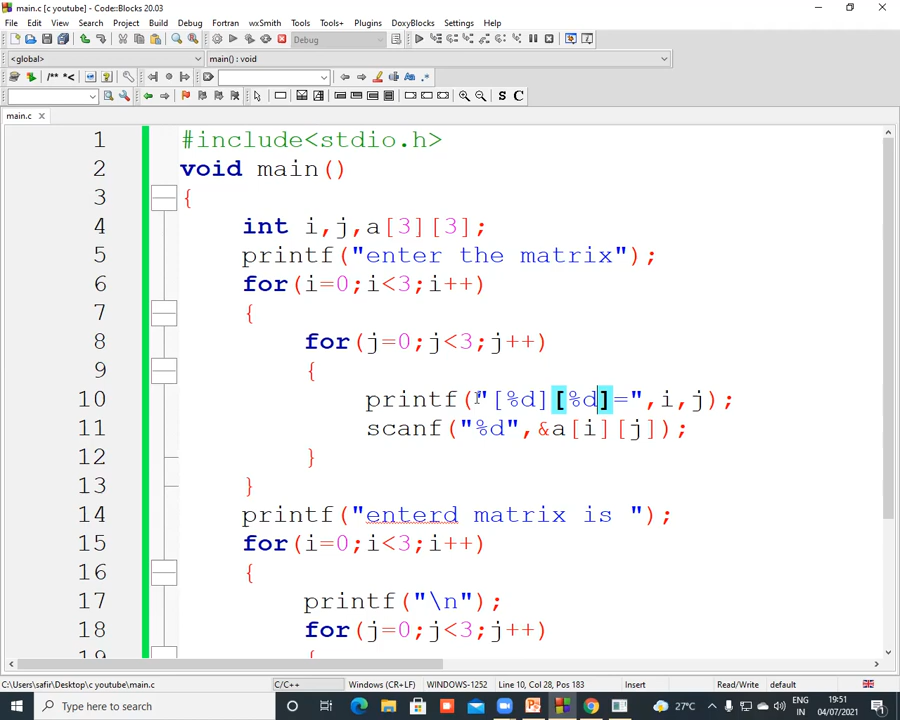 main.c [c youtube] - Code::Blocks 20.03
File Edit View Search Project Build Debug Fortran wxSmith Tools Tools+ Plugins DoxyBlocks Settings Help
Debug
<global> main() : void
/** *< Aa .*
S C
main.c
1 #include<stdio.h>
2 void main()
3 {
4 int i,j,a[3][3];
5 printf("enter the matrix");
6 for(i=0;i<3;i++)
7 {
8 for(j=0;j<3;j++)
9 {
10 printf("[%d][%d]=",i,j);
11 scanf("%d",&a[i][j]);
12 }
13 }
14 printf("enterd matrix is ");
15 for(i=0;i<3;i++)
16 {
17 printf("\n");
18 for(j=0;j<3;j++)
19 {
C:\Users\safir\Desktop\c youtube\main.c C/C++ Windows (CR+LF) WINDOWS-1252 Line 10, Col 28, Pos 183 Insert Read/Write default
Type here to search 27°C ENG IN 19:51 04/07/2021